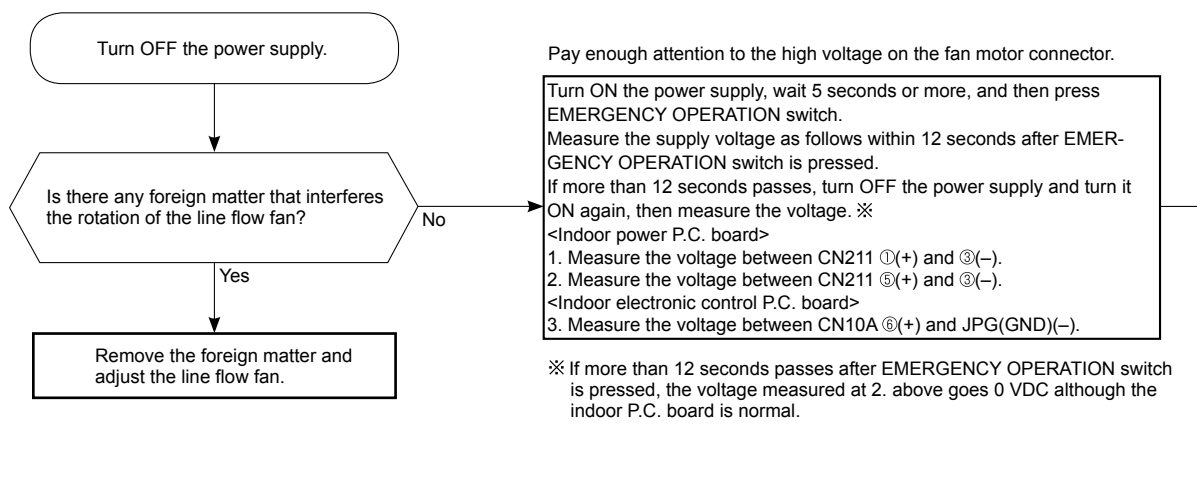 Turn OFF the power supply.
Is there any foreign matter that interferes
the rotation of the line flow fan?
No
Yes
Remove the foreign matter and
adjust the line flow fan.
Pay enough attention to the high voltage on the fan motor connector.
Turn ON the power supply, wait 5 seconds or more, and then press
EMERGENCY OPERATION switch.
Measure the supply voltage as follows within 12 seconds after EMER-
GENCY OPERATION switch is pressed.
If more than 12 seconds passes, turn OFF the power supply and turn it
ON again, then measure the voltage. ※
<Indoor power P.C. board>
1. Measure the voltage between CN211 ①(+) and ③(–).
2. Measure the voltage between CN211 ⑤(+) and ③(–).
<Indoor electronic control P.C. board>
3. Measure the voltage between CN10A ⑥(+) and JPG(GND)(–).
※ If more than 12 seconds passes after EMERGENCY OPERATION switch
is pressed, the voltage measured at 2. above goes 0 VDC although the
indoor P.C. board is normal.